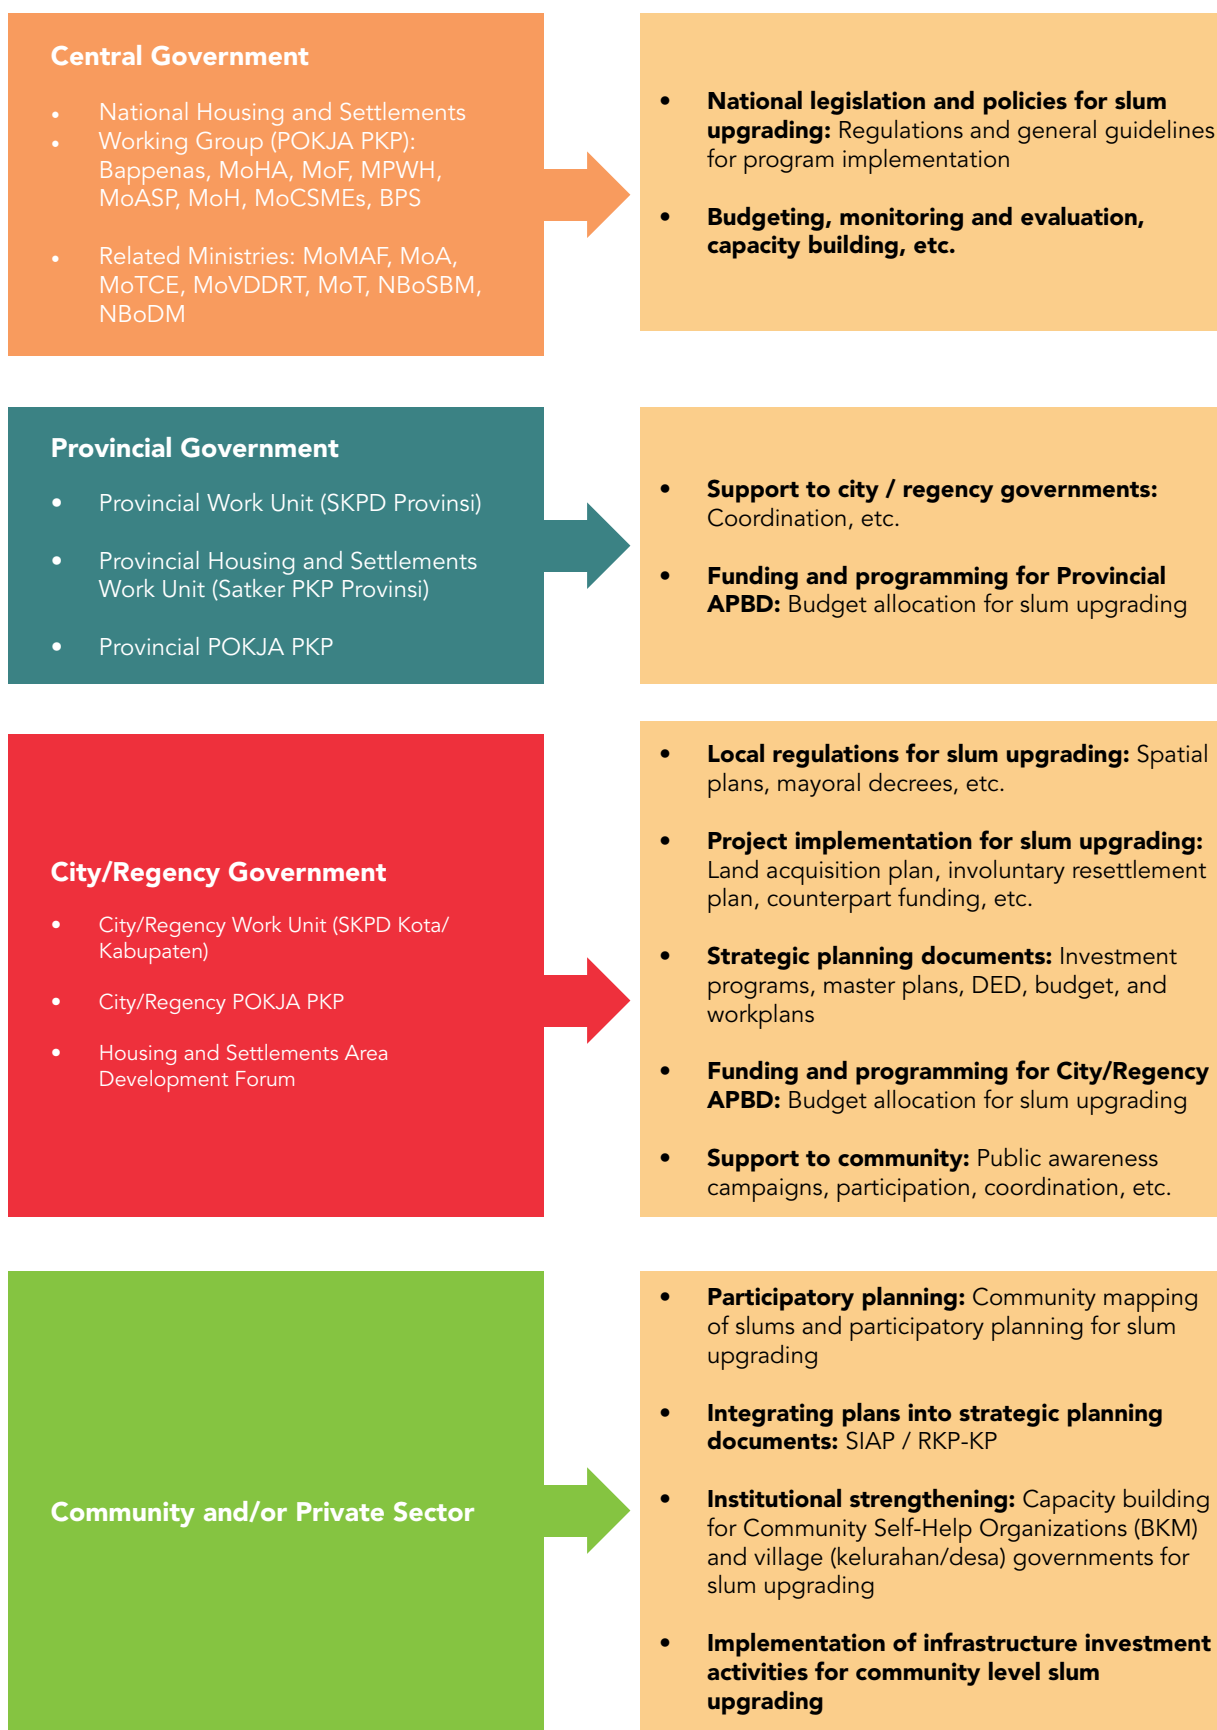 Central Government
• National Housing and Settlements
• Working Group (POKJA PKP):
Bappenas, MoHA, MoF, MPWH,
MoASP, MoH, MoCSMEs, BPS
• Related Ministries: MoMAF, MoA,
MoTCE, MoVDDRT, MoT, NBoSBM,
NBoDM
• National legislation and policies for slum
upgrading: Regulations and general guidelines
for program implementation
• Budgeting, monitoring and evaluation,
capacity building, etc.
Provincial Government
• Provincial Work Unit (SKPD Provinsi)
• Provincial Housing and Settlements
Work Unit (Satker PKP Provinsi)
• Provincial POKJA PKP
• Support to city / regency governments:
Coordination, etc.
• Funding and programming for Provincial
APBD: Budget allocation for slum upgrading
City/Regency Government
• City/Regency Work Unit (SKPD Kota/
Kabupaten)
• City/Regency POKJA PKP
• Housing and Settlements Area
Development Forum
• Local regulations for slum upgrading: Spatial
plans, mayoral decrees, etc.
• Project implementation for slum upgrading:
Land acquisition plan, involuntary resettlement
plan, counterpart funding, etc.
• Strategic planning documents: Investment
programs, master plans, DED, budget, and
workplans
• Funding and programming for City/Regency
APBD: Budget allocation for slum upgrading
• Support to community: Public awareness
campaigns, participation, coordination, etc.
Community and/or Private Sector
• Participatory planning: Community mapping
of slums and participatory planning for slum
upgrading
• Integrating plans into strategic planning
documents: SIAP / RKP-KP
• Institutional strengthening: Capacity building
for Community Self-Help Organizations (BKM)
and village (kelurahan/desa) governments for
slum upgrading
• Implementation of infrastructure investment
activities for community level slum
upgrading